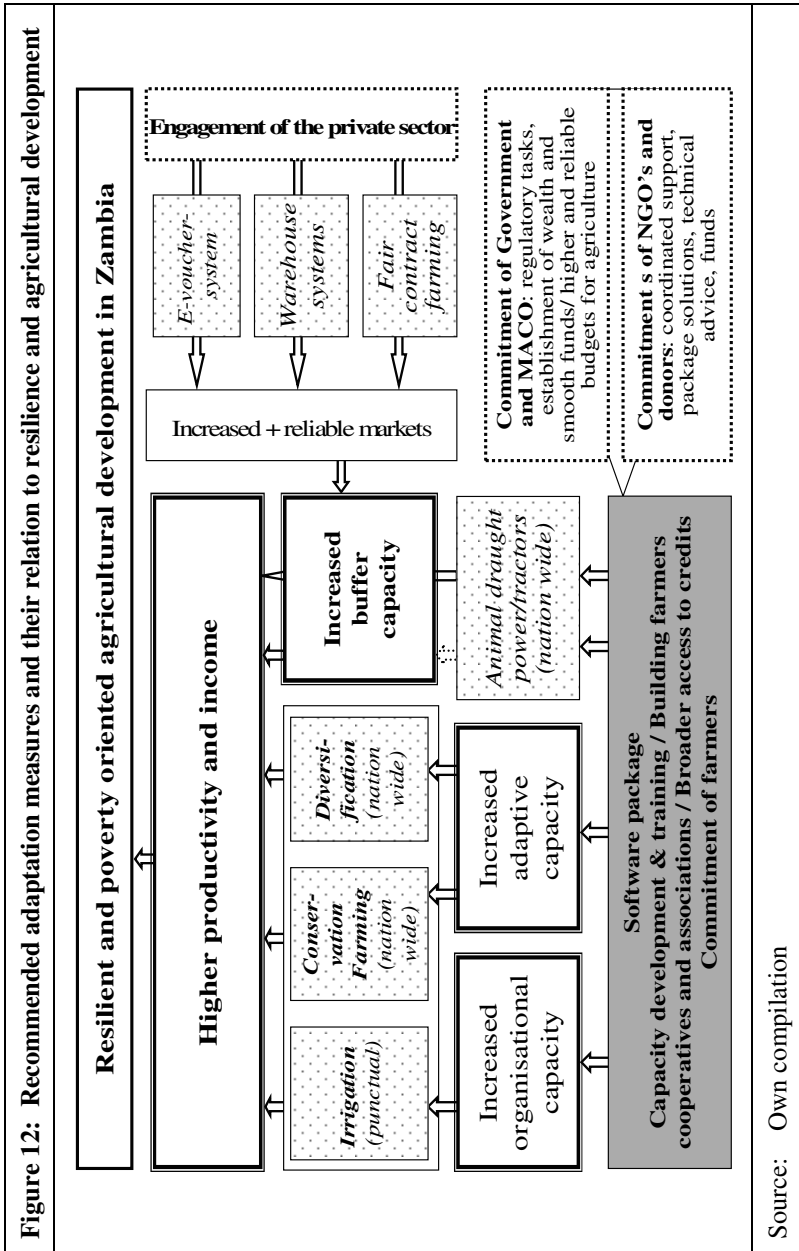 Figure 12: Recommended adaptation measures and their relation to resilience and agricultural development
Resilient and poverty oriented agricultural development in Zambia
Higher productivity and income
Irrigation
(punctual)
Conser-
vation
Farming
(nation
wide)
Diversi-
fication
(nation
wide)
Increased
buffer
capacity
Increased + reliable markets
E-voucher-
system
Warehouse
systems
Fair
contract
farming
Engagement of the private sector
Increased
organisational
capacity
Increased
adaptive
capacity
Animal draught
power/tractors
(nation wide)
Commitment of Government
and MACO: regulatory tasks,
establishment of wealth and
smooth funds/ higher and reliable
budgets for agriculture
Commitment s of NGO's and
donors: coordinated support,
package solutions, technical
advice, funds
Software package
Capacity development & training / Building farmers
cooperatives and associations / Broader access to credits
Commitment of farmers
Source: Own compilation